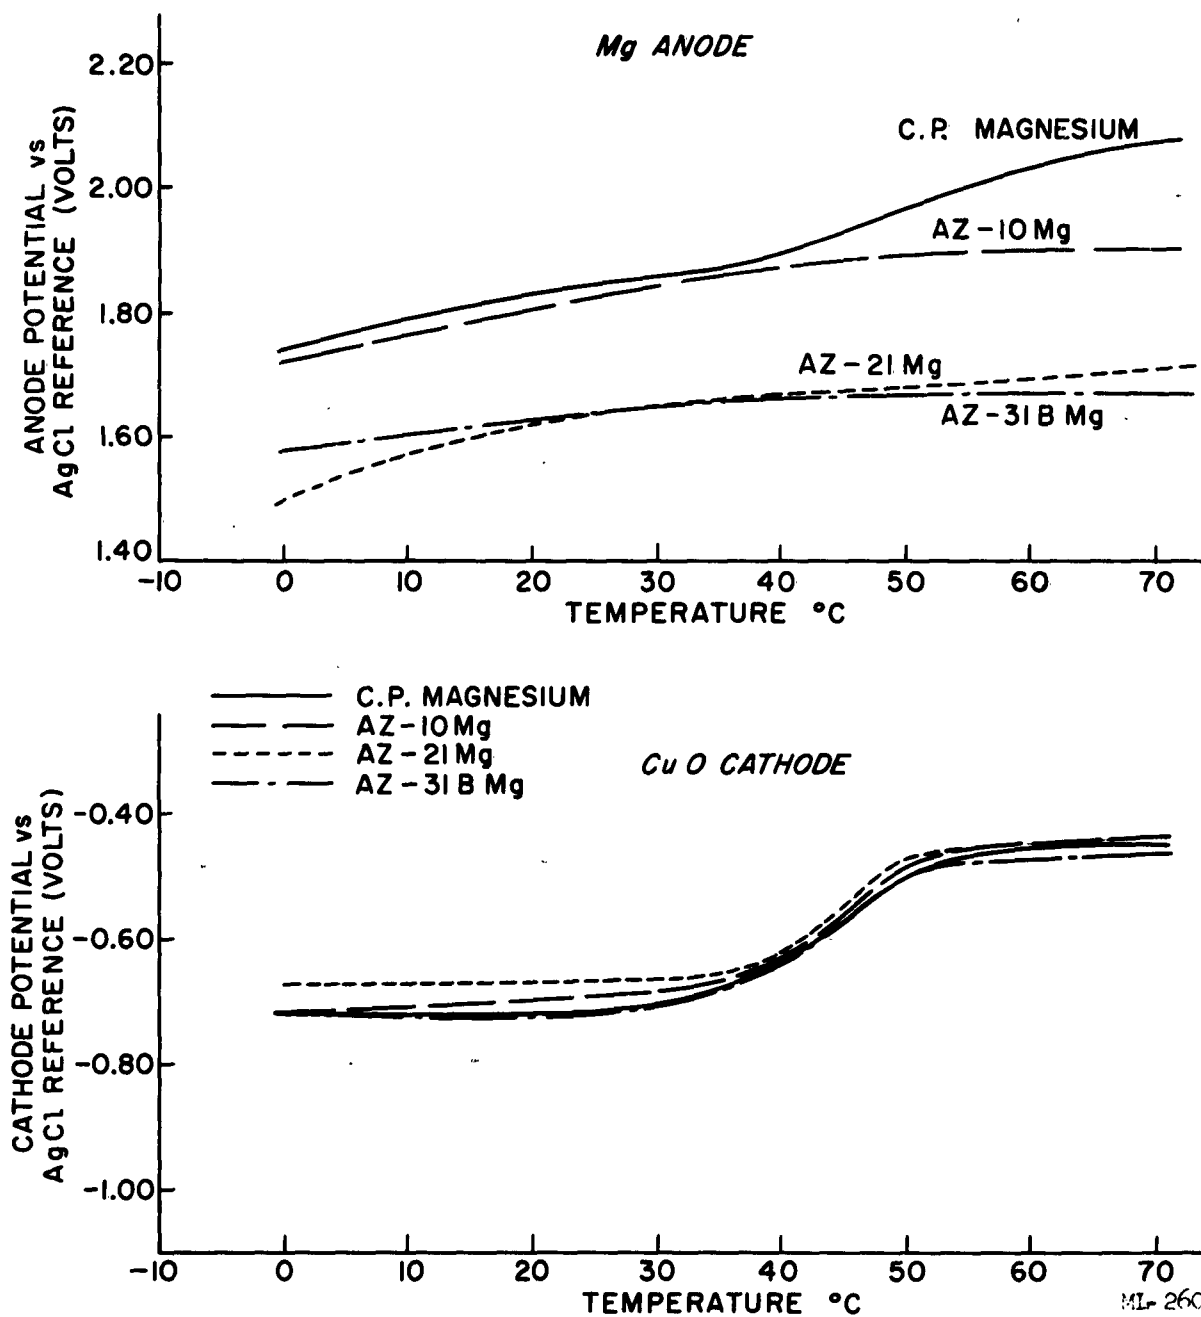 Mg ANODE
ANODE POTENTIAL vs
AgCl REFERENCE (VOLTS)
2.20
2.00
1.80
1.60
1.40
C.P. MAGNESIUM
AZ-10 Mg
AZ-21 Mg
AZ-31 B Mg
-10 0 10 20 30 40 50 60 70
TEMPERATURE °C
C.P. MAGNESIUM
AZ-10 Mg
AZ-21 Mg
AZ-31 B Mg
Cu O CATHODE
CATHODE POTENTIAL vs
AgCl REFERENCE (VOLTS)
-0.40
-0.60
-0.80
-1.00
-10 0 10 20 30 40 50 60 70
TEMPERATURE °C